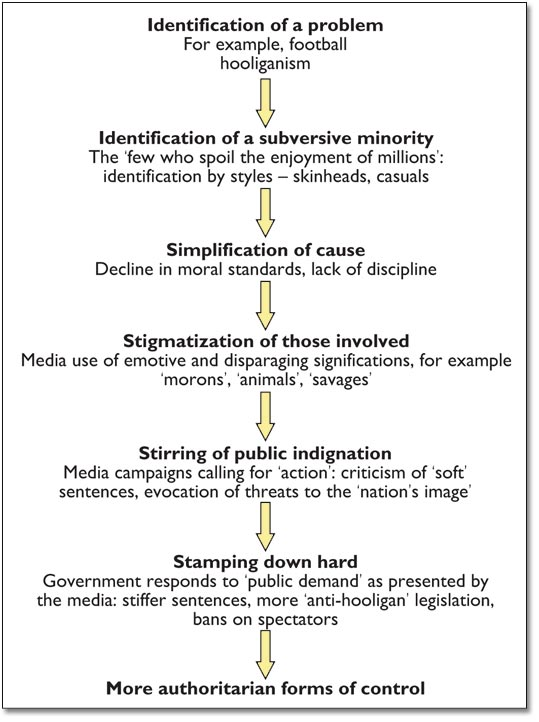 Identification of a problem
For example, football
hooliganism
Identification of a subversive minority
The ‘few who spoil the enjoyment of millions’:
identification by styles – skinheads, casuals
Simplification of cause
Decline in moral standards, lack of discipline
Stigmatization of those involved
Media use of emotive and disparaging significations, for example
‘morons’, ‘animals’, ‘savages’
Stirring of public indignation
Media campaigns calling for ‘action’: criticism of ‘soft’
sentences, evocation of threats to the ‘nation’s image’
Stamping down hard
Government responds to ‘public demand’ as presented by
the media: stiffer sentences, more ‘anti-hooligan’ legislation,
bans on spectators
More authoritarian forms of control